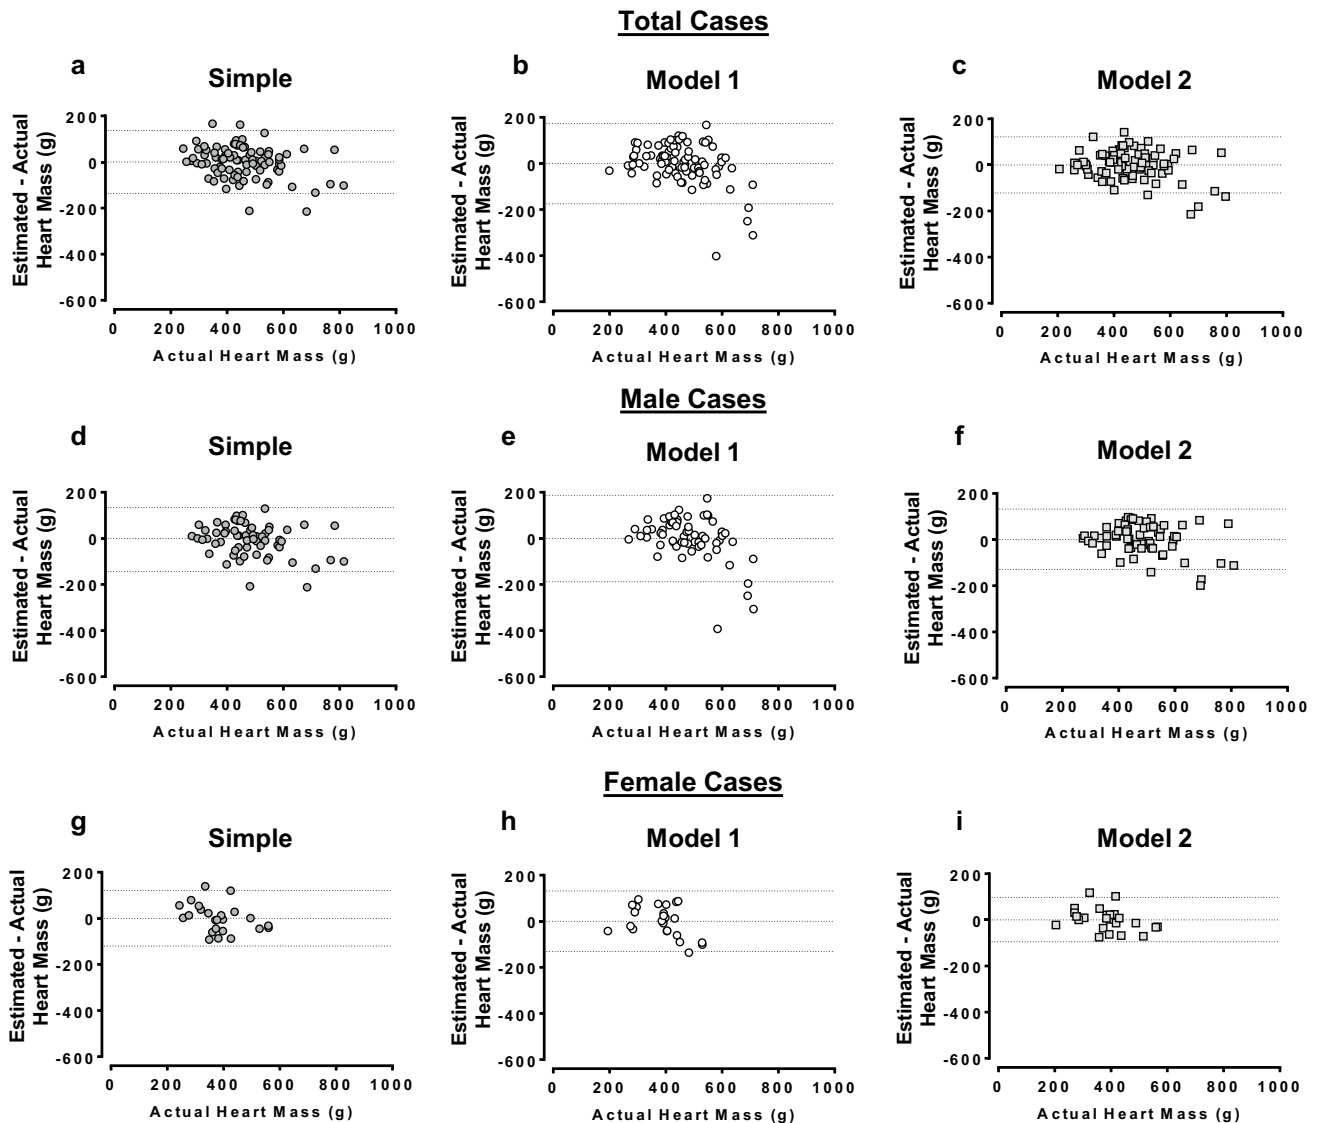 Total Cases
a
Simple
b
Model 1
c
Model 2
Estimated - Actual
Heart Mass (g)
200
0
-200
-400
-600
0 200 400 600 800 1000
Actual Heart Mass (g)
Estimated - Actual
Heart Mass (g)
200
0
-200
-400
-600
0 200 400 600 800 1000
Actual Heart Mass (g)
Estimated - Actual
Heart Mass (g)
200
0
-200
-400
-600
0 200 400 600 800 1000
Actual Heart Mass (g)
Male Cases
d
Simple
e
Model 1
f
Model 2
Estimated - Actual
Heart Mass (g)
200
0
-200
-400
-600
0 200 400 600 800 1000
Actual Heart Mass (g)
Estimated - Actual
Heart Mass (g)
200
0
-200
-400
-600
0 200 400 600 800 1000
Actual Heart Mass (g)
Estimated - Actual
Heart Mass (g)
200
0
-200
-400
-600
0 200 400 600 800 1000
Actual Heart Mass (g)
Female Cases
g
Simple
h
Model 1
i
Model 2
Estimated - Actual
Heart Mass (g)
200
0
-200
-400
-600
0 200 400 600 800 1000
Actual Heart Mass (g)
Estimated - Actual
Heart Mass (g)
200
0
-200
-400
-600
0 200 400 600 800 1000
Actual Heart Mass (g)
Estimated - Actual
Heart Mass (g)
200
0
-200
-400
-600
0 200 400 600 800 1000
Actual Heart Mass (g)